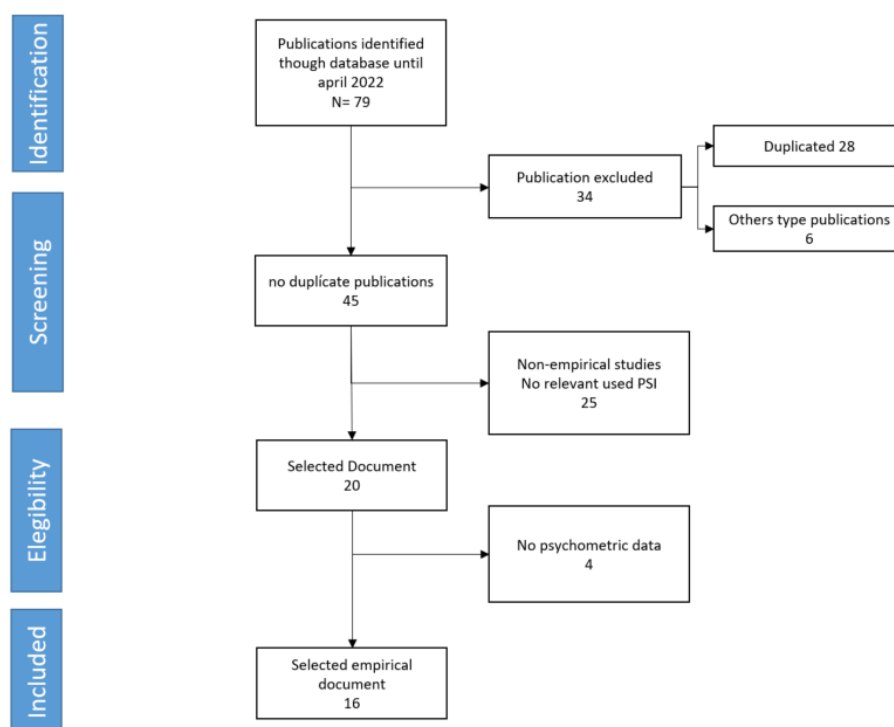 Identification
Publications identified
though database until
april 2022
N= 79
Publication excluded
34
Duplicated 28
Others type publications
6
Screening
no duplícate publications
45
Non-empirical studies
No relevant used PSI
25
Elegibility
Selected Document
20
No psychometric data
4
Included
Selected empirical
document
16